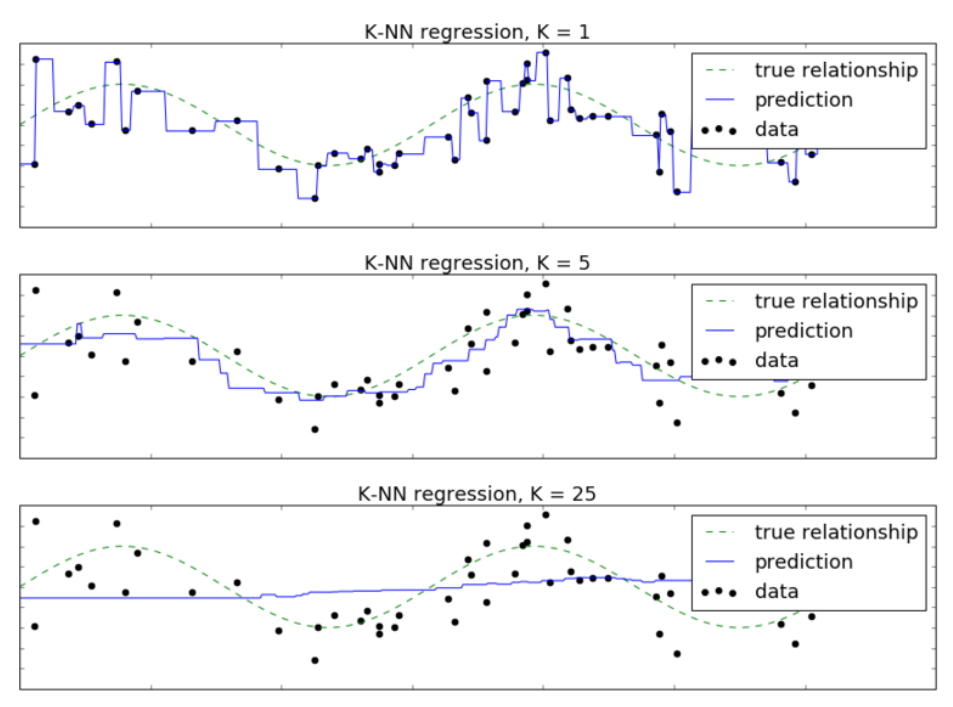 K-NN regression, K = 1
true relationship
prediction
data
K-NN regression, K = 5
true relationship
prediction
data
K-NN regression, K = 25
true relationship
prediction
data